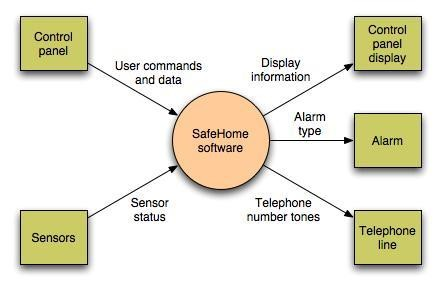 Control
panel
User commands
and data
Display
information
Control
panel
display
SafeHome
software
Alarm
type
Alarm
Sensor
status
Sensors
Telephone
number tones
Telephone
line